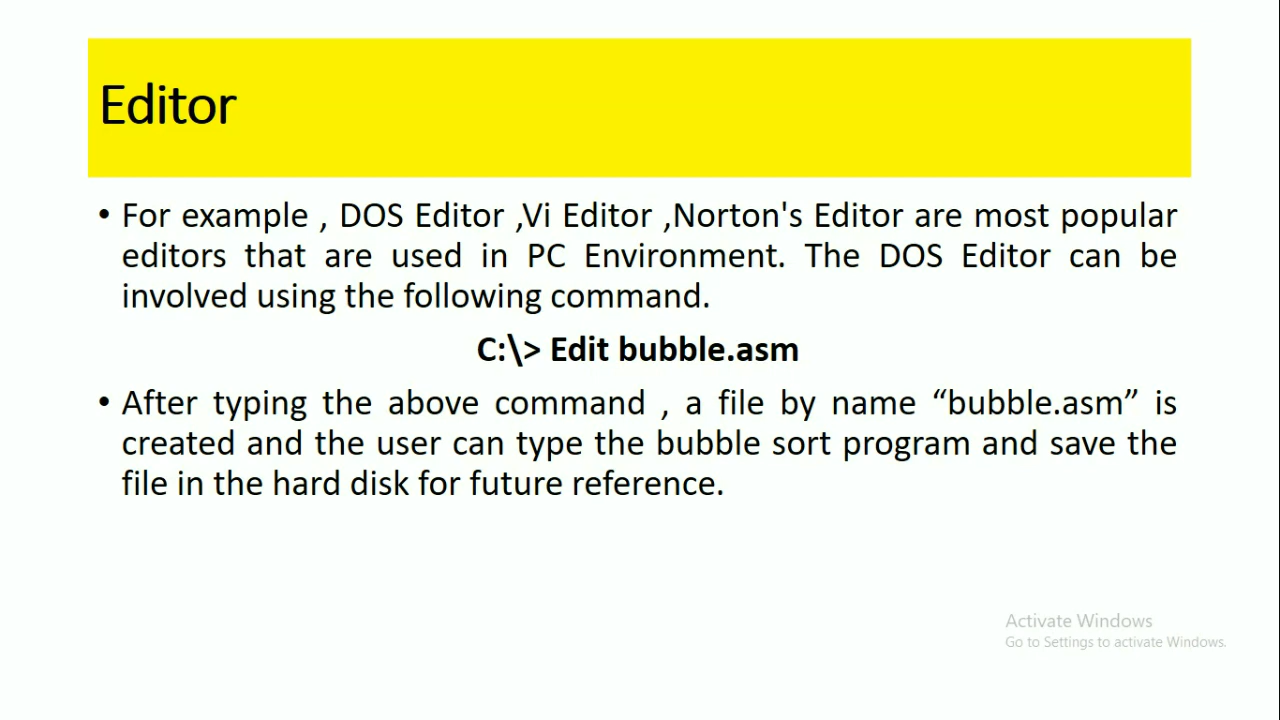 Editor
• For example , DOS Editor ,Vi Editor ,Norton's Editor are most popular
editors that are used in PC Environment. The DOS Editor can be
involved using the following command.
C:\> Edit bubble.asm
• After typing the above command , a file by name “bubble.asm” is
created and the user can type the bubble sort program and save the
file in the hard disk for future reference.
Activate Windows
Go to Settings to activate Windows.